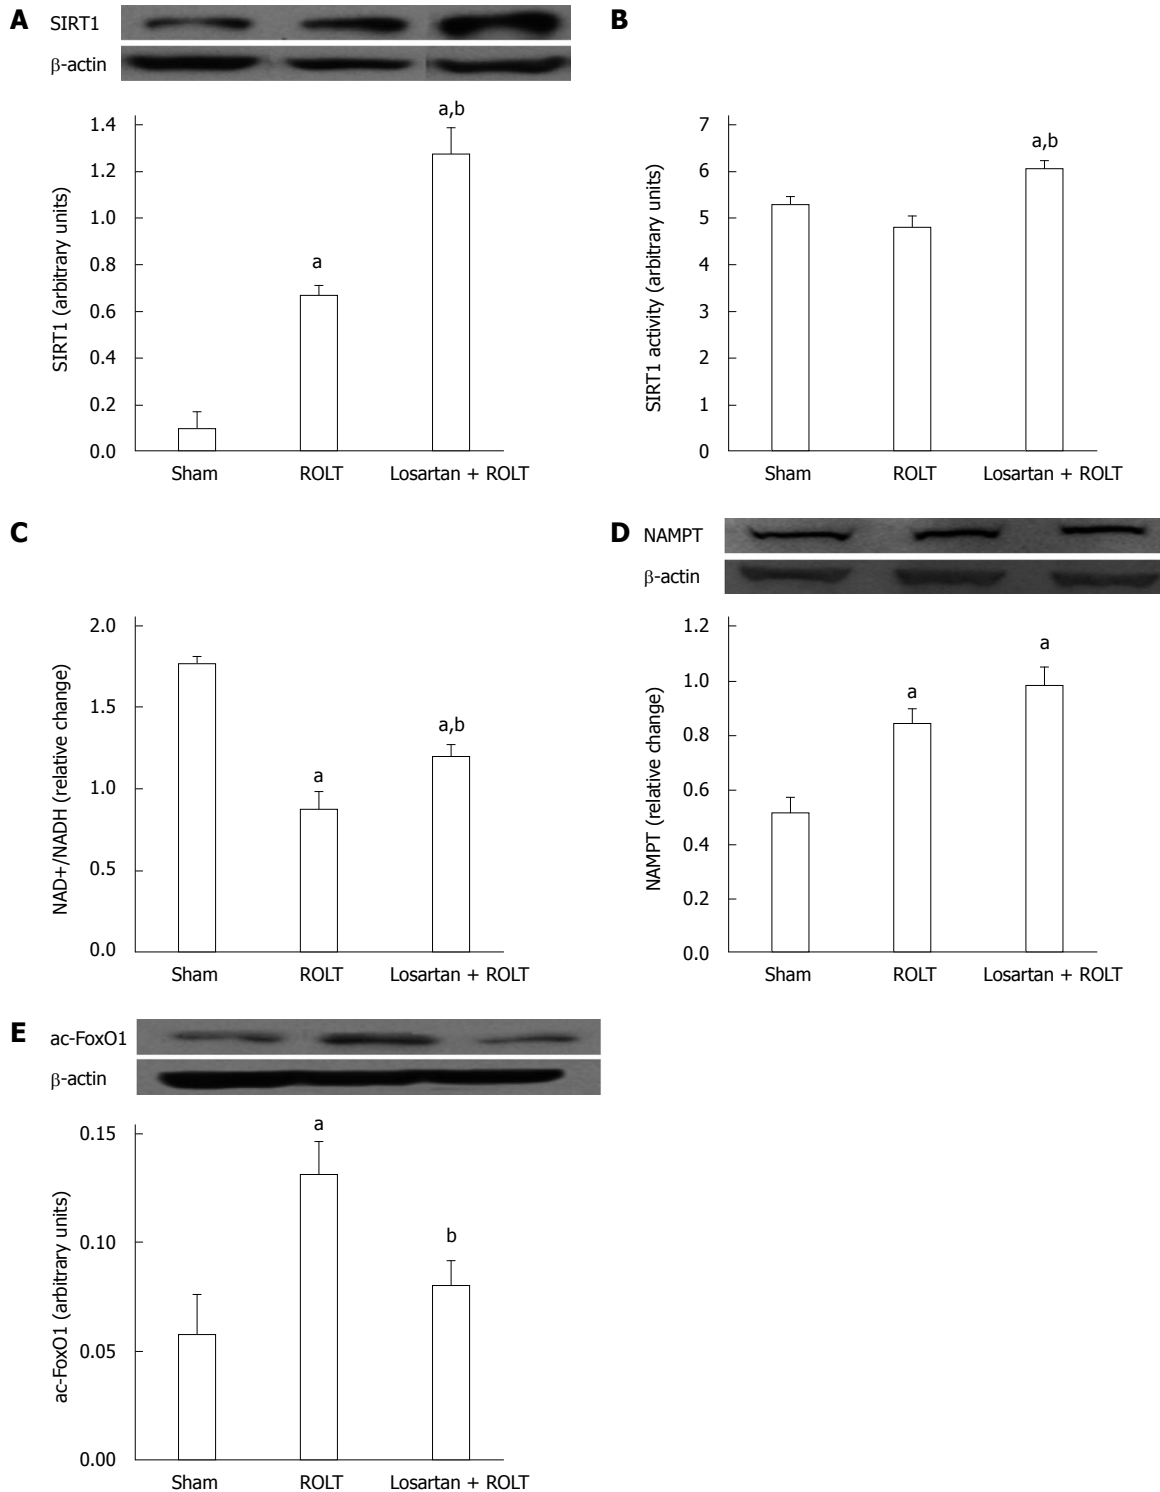 A
SIRT1
β-actin
SIRT1 (arbitrary units)
1.4
1.2
1.0
0.8
0.6
0.4
0.2
0.0
a
a,b
Sham ROLT Losartan + ROLT
B
SIRT1 activity (arbitrary units)
7
6
5
4
3
2
1
0
a,b
Sham ROLT Losartan + ROLT
C
NAD+/NADH (relative change)
2.0
1.5
1.0
0.5
0.0
a
a,b
Sham ROLT Losartan + ROLT
D
NAMPT
β-actin
NAMPT (relative change)
1.2
1.0
0.8
0.6
0.4
0.2
0.0
a
a
Sham ROLT Losartan + ROLT
E
ac-FoxO1
β-actin
ac-FoxO1 (arbitrary units)
0.15
0.10
0.05
0.00
a
b
Sham ROLT Losartan + ROLT